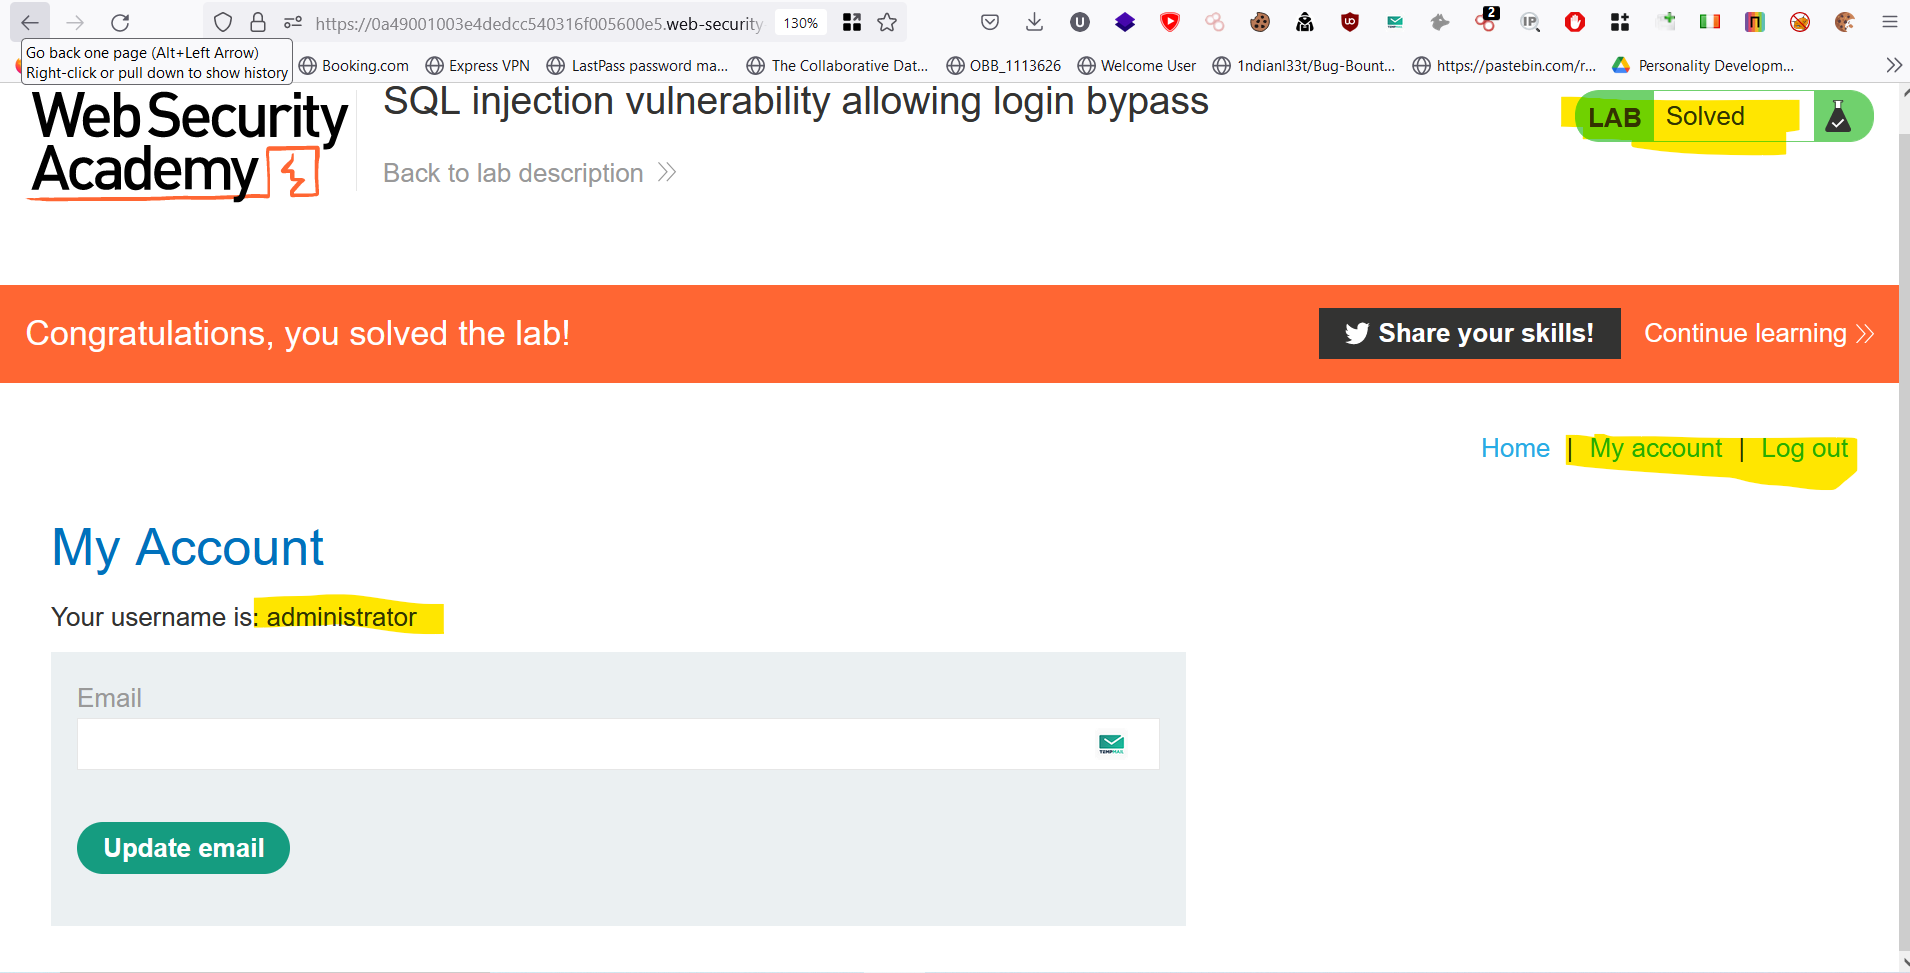 https://0a49001003e4dedcc540316f005600e5.web-security
130%
2
IP
Go back one page (Alt+Left Arrow)
Right-click or pull down to show history
Booking.com
Express VPN
LastPass password ma...
The Collaborative Dat...
OBB_1113626
Welcome User
1ndianl33t/Bug-Bount...
https://pastebin.com/r...
Personality Developm...
Web Security
Academy
SQL injection vulnerability allowing login bypass
Back to lab description
LAB
Solved
Congratulations, you solved the lab!
Share your skills!
Continue learning
Home | My account | Log out
My Account
Your username is: administrator
Email
Update email